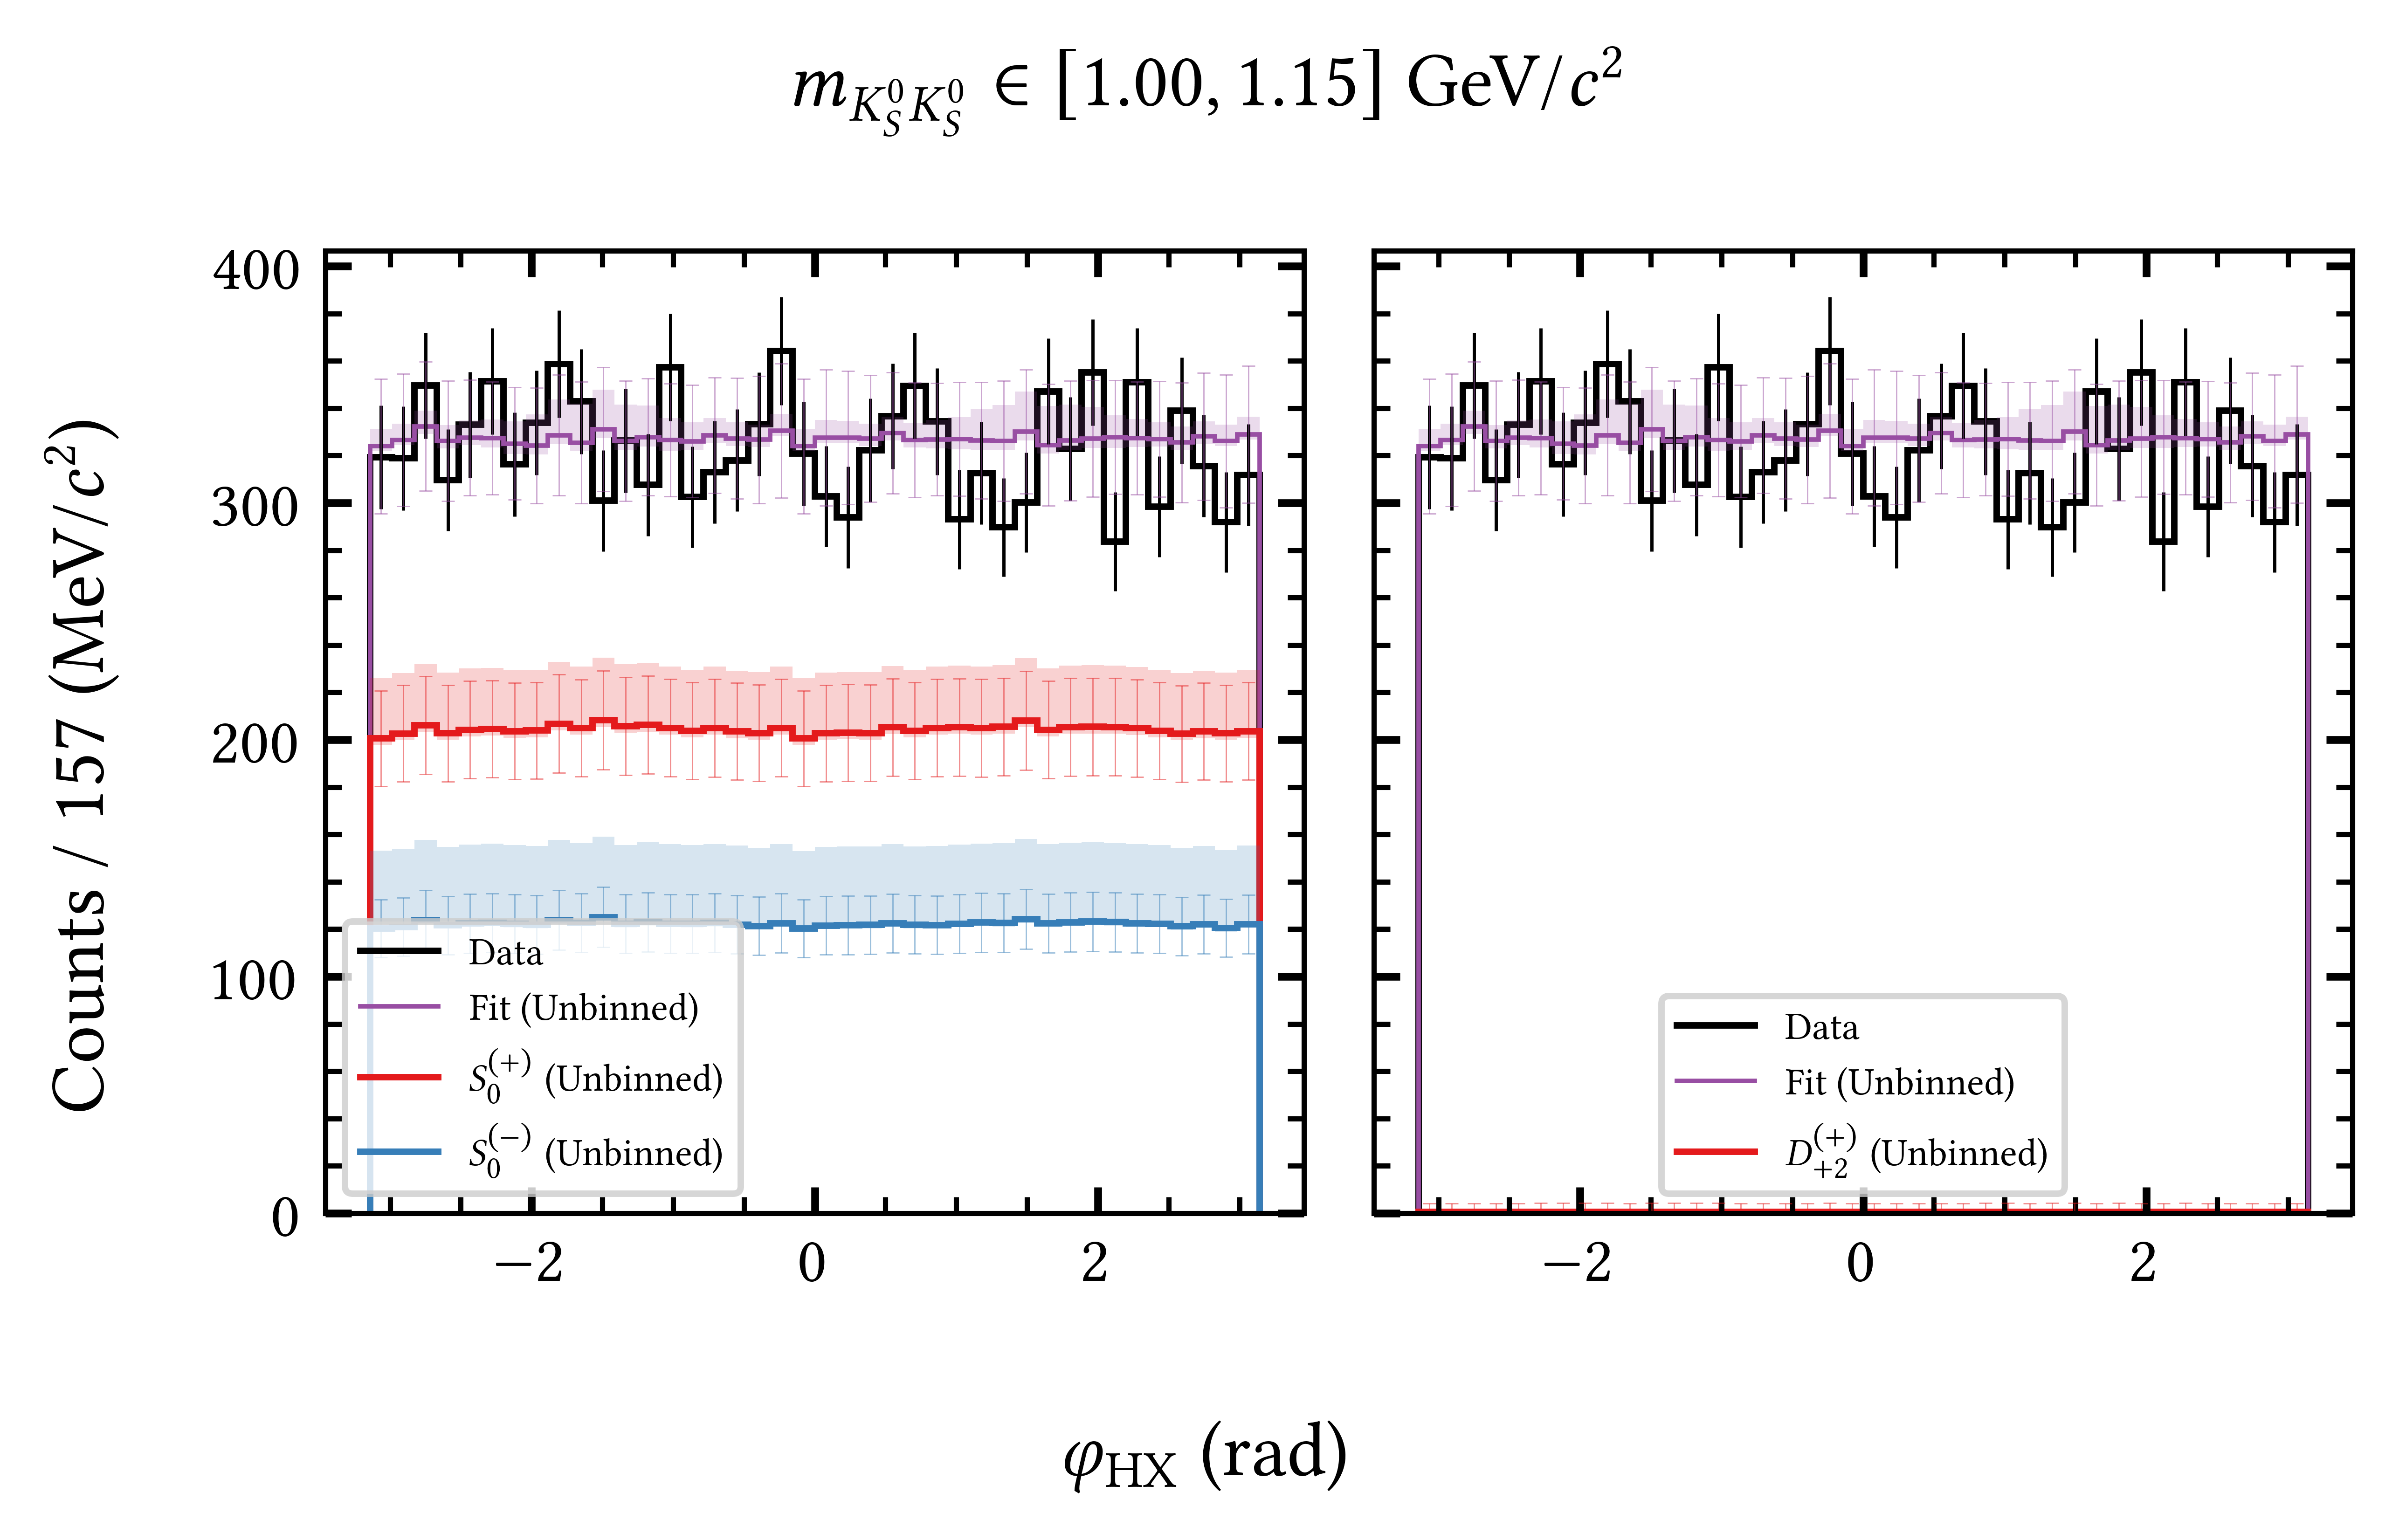 m_{K_S^0 K_S^0} ∈ [1.00, 1.15] GeV/c²
Counts / 157 (MeV/c²)
400
300
200
100
0
Data
Fit (Unbinned)
S_0^{(+)} (Unbinned)
S_0^{(−)} (Unbinned)
Data
Fit (Unbinned)
D_{+2}^{(+)} (Unbinned)
−2 0 2
−2 0 2
φ_{HX} (rad)